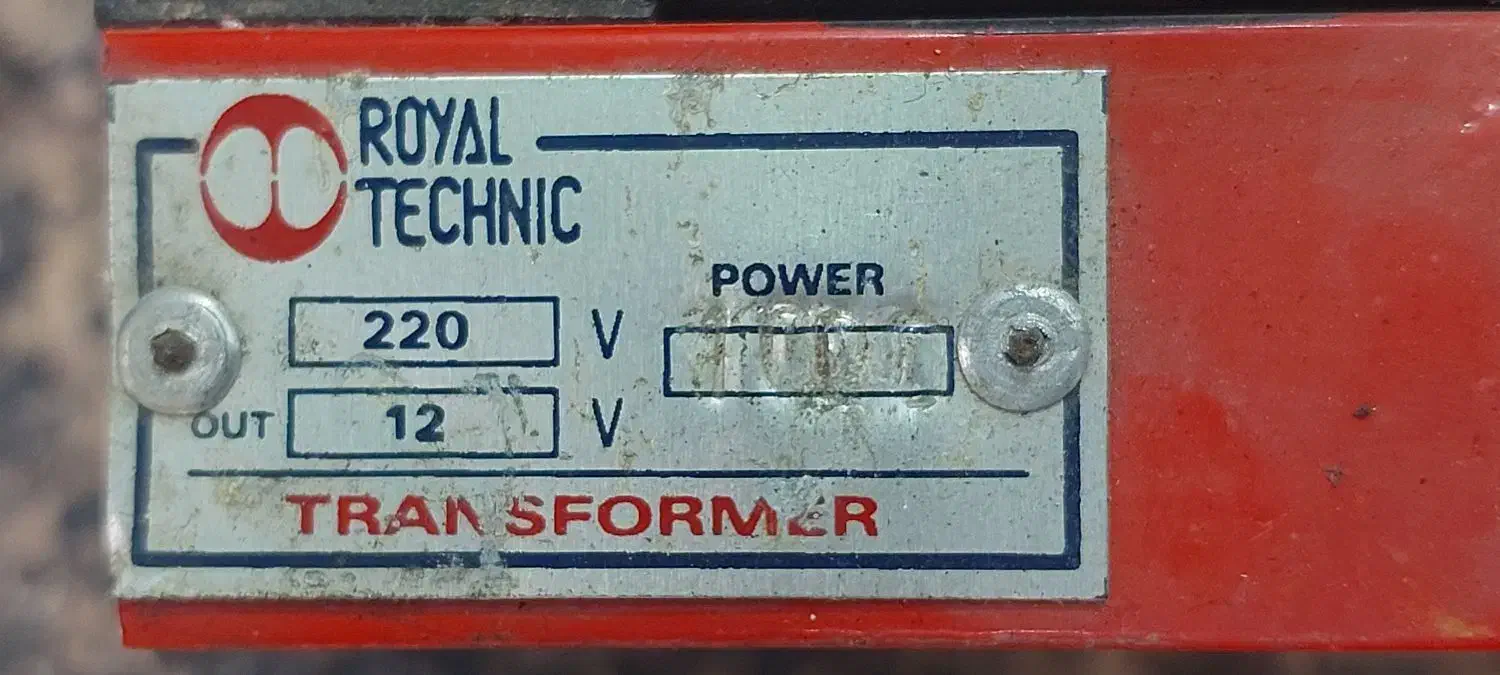 ROYAL
TECHNIC
POWER
220 V
OUT 12 V
TRANSFORMER